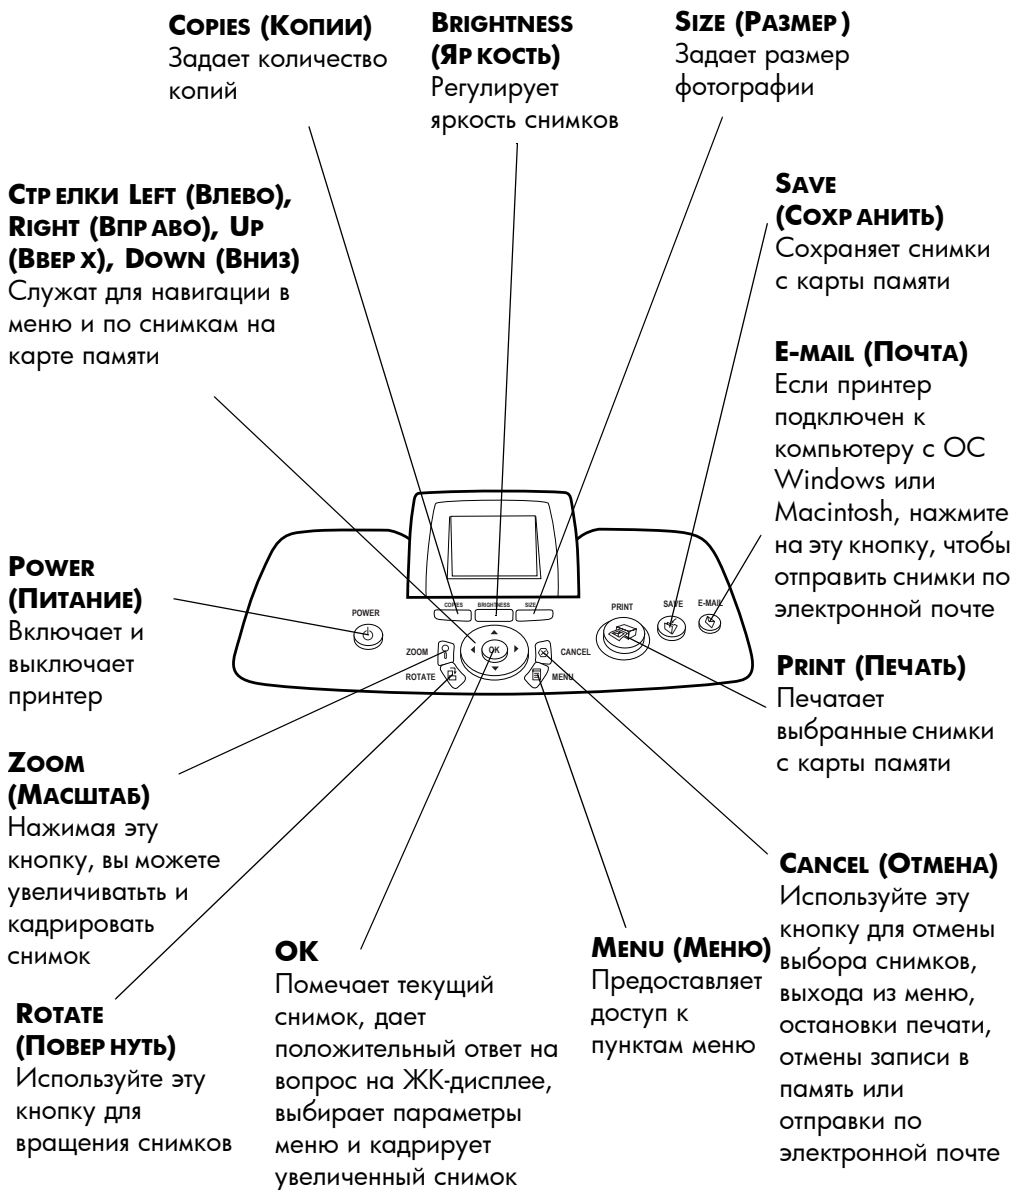 COPIES (КОПИИ)
Задает количество
копий
BRIGHTNESS
(ЯРКОСТЬ)
Регулирует
яркость снимков
SIZE (РАЗМЕР)
Задает размер
фотографии
СТРЕЛКИ LEFT (ВЛЕВО),
RIGHT (ВПРАВО), UP
(ВВЕРХ), DOWN (ВНИЗ)
Служат для навигации в
меню и по снимкам на
карте памяти
SAVE
(СОХРАНИТЬ)
Сохраняет снимки
с карты памяти
E-MAIL (ПОЧТА)
Если принтер
подключен к
компьютеру с ОС
Windows или
Macintosh, нажмите
на эту кнопку, чтобы
отправить снимки по
электронной почте
POWER
(ПИТАНИЕ)
Включает и
выключает
принтер
COPIES
BRIGHTNESS
SIZE
POWER
PRINT
SAVE
E-MAIL
ZOOM
OK
CANCEL
ROTATE
MENU
PRINT (ПЕЧАТЬ)
Печатает
выбранные снимки
с карты памяти
ZOOM
(МАСШТАБ)
Нажимая эту
кнопку, вы можете
увеличиватьть и
кадрировать
снимок
CANCEL (ОТМЕНА)
Используйте эту
кнопку для отмены
выбора снимков,
выхода из меню,
остановки печати,
отмены записи в
память или
отправки по
электронной почте
ROTATE
(ПОВЕРНУТЬ)
Используйте эту
кнопку для
вращения снимков
OK
Помечает текущий
снимок, дает
положительный ответ на
вопрос на ЖК-дисплее,
выбирает параметры
меню и кадрирует
увеличенный снимок
MENU (МЕНЮ)
Предоставляет
доступ к
пунктам меню